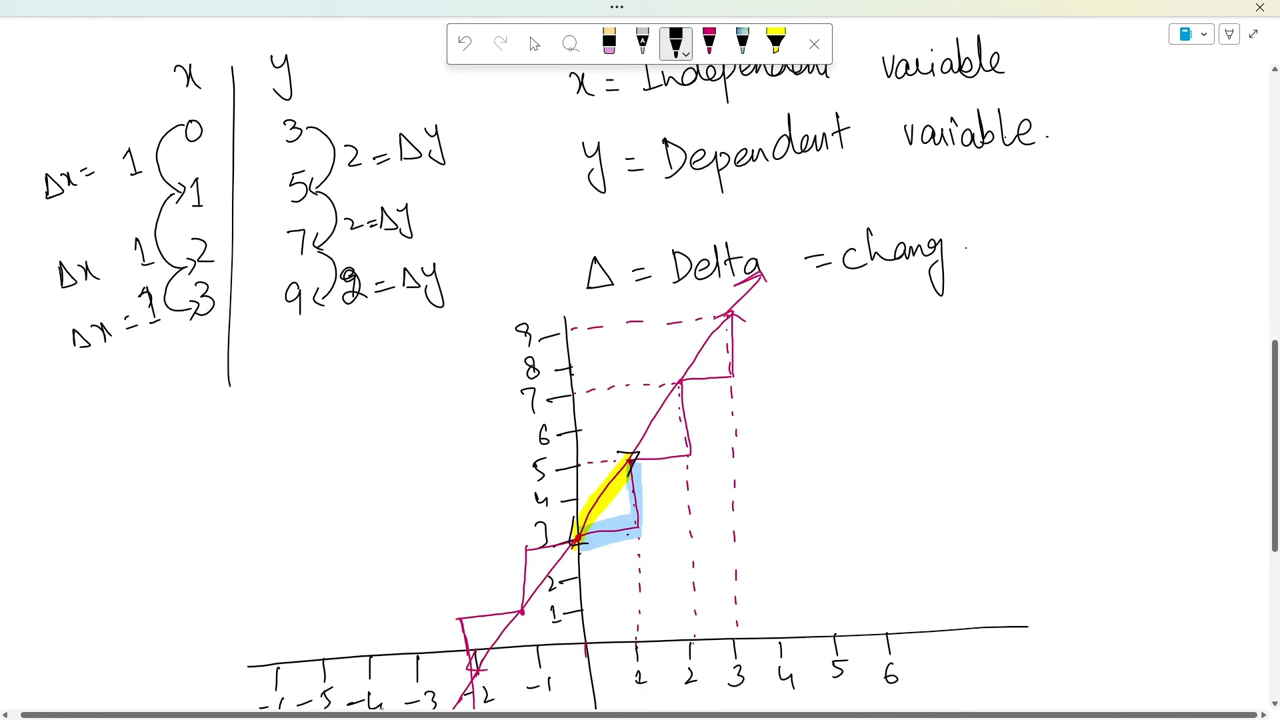 x y
x = Independent variable
y = Dependent variable.
0 3
Δx = 1 2 = Δy
1 5
Δx 1 2 = Δy
2 7
Δx = 1 2 = Δy
3 9
Δ = Delta = chang
9
8
7
6
5
4
3
2
1
-5 -4 -3 -2 -1 1 2 3 4 5 6